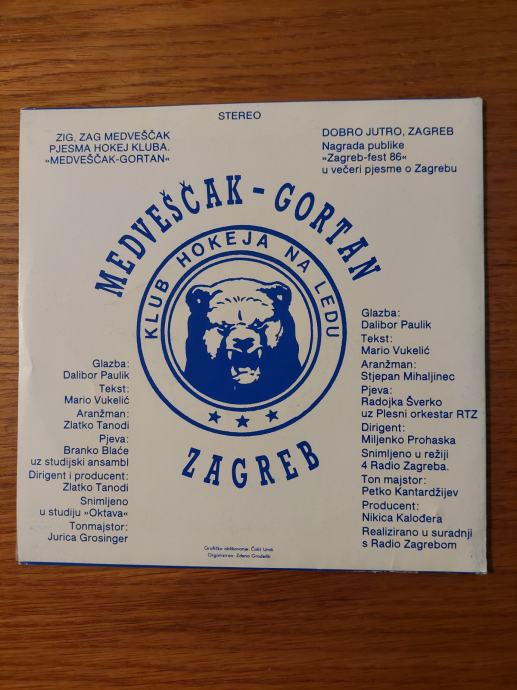 STEREO
ZIG, ZAG MEDVEŠČAK
PJESMA HOKEJ KLUBA.
»MEDVEŠČAK-GORTAN«
DOBRO JUTRO, ZAGREB
Nagrada publike
»Zagreb-fest 86«
u večeri pjesme o Zagrebu
MEDVEŠČAK - GORTAN
KLUB HOKEJA NA LEDU
ZAGREB
Glazba:
Dalibor Paulik
Tekst:
Mario Vukelić
Aranžman:
Zlatko Tanodi
Pjeva:
Branko Blaće
uz studijski ansambl
Dirigent i producent:
Zlatko Tanodi
Snimljeno
u studiju »Oktava«
Tonmajstor:
Jurica Grosinger
Glazba:
Dalibor Paulik
Tekst:
Mario Vukelić
Aranžman:
Stjepan Mihaljinec
Pjeva:
Radojka Šverko
uz Plesni orkestar RTZ
Dirigent:
Miljenko Prohaska
Snimljeno u režiji
4 Radio Zagreba.
Ton majstor:
Petko Kantardžijev
Producent:
Nikica Kalođera
Realizirano u suradnji
s Radio Zagrebom
Grafičko oblikovanje:
Organizirao: Zdeno